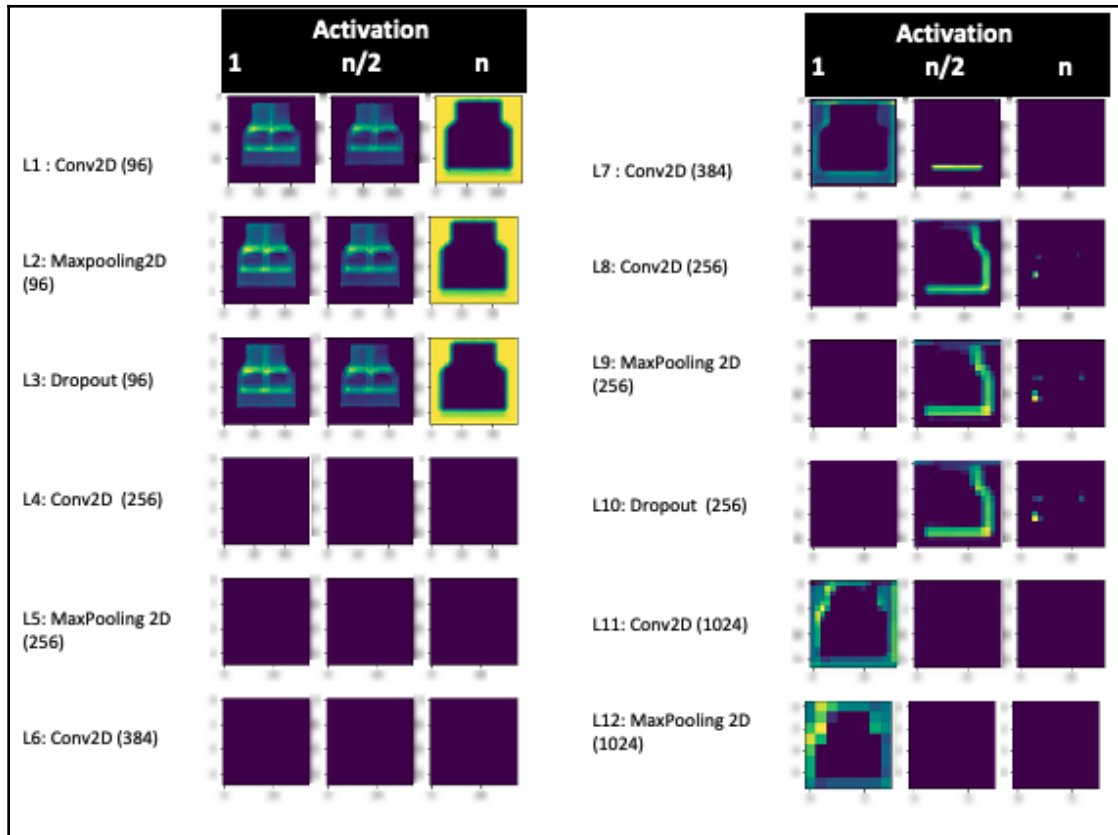 Activation
1 n/2 n
L1 : Conv2D (96)
L2: Maxpooling2D
(96)
L3: Dropout (96)
L4: Conv2D  (256)
L5: MaxPooling 2D
(256)
L6: Conv2D (384)
Activation
1 n/2 n
L7 : Conv2D (384)
L8: Conv2D (256)
L9: MaxPooling 2D
(256)
L10: Dropout  (256)
L11: Conv2D (1024)
L12: MaxPooling 2D
(1024)